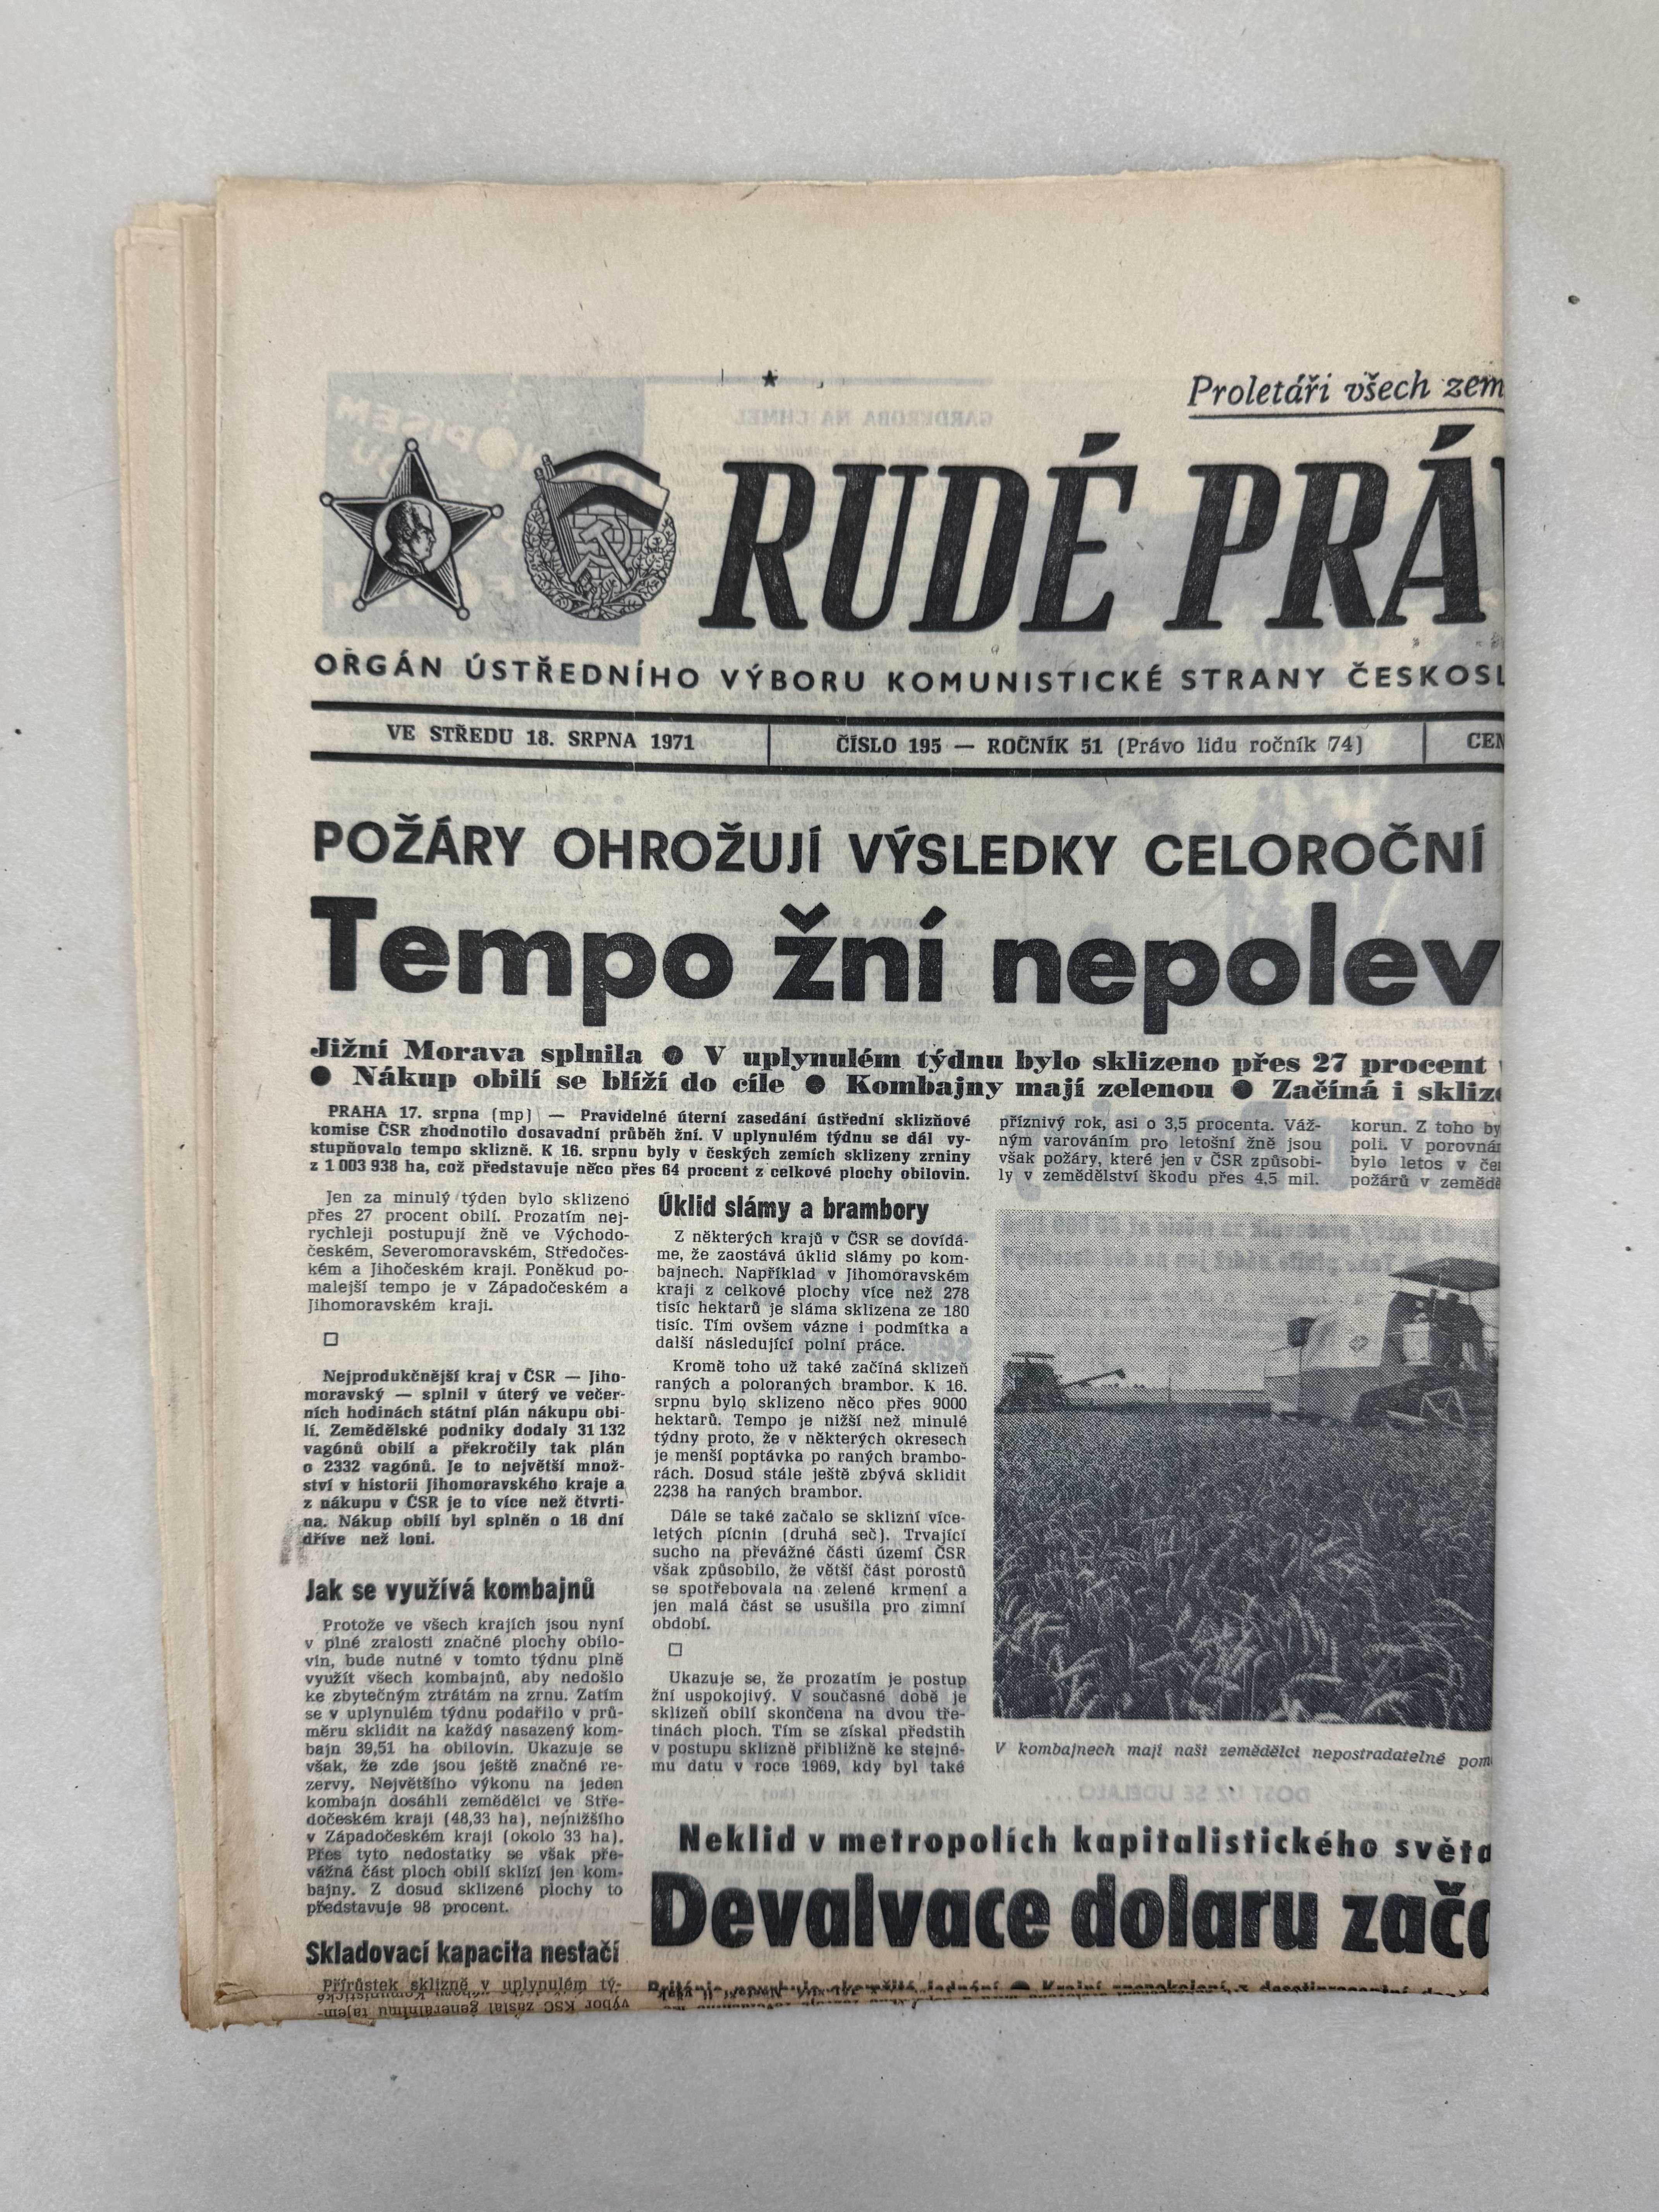 Proletáři všech zem
RUDÉ PRÁV
ORGÁN ÚSTŘEDNÍHO VÝBORU KOMUNISTICKÉ STRANY ČESKOSL
VE STŘEDU 18. SRPNA 1971
ČÍSLO 195 — ROČNÍK 51 (Právo lidu ročník 74)
CEN
POŽÁRY OHROŽUJÍ VÝSLEDKY CELOROČNÍ
Tempo žní nepolev
Jižní Morava splnila ● V uplynulém týdnu bylo sklizeno přes 27 procent
● Nákup obilí se blíží do cíle ● Kombajny mají zelenou ● Začíná i sklize
PRAHA 17. srpna (mp) — Pravidelné úterní zasedání ústřední sklizňové
komise ČSR zhodnotilo dosavadní průběh žní. V uplynulém týdnu se dál vy-
stupňovalo tempo sklizně. K 16. srpnu byly v českých zemích sklizeny zrniny
z 1 003 938 ha, což představuje něco přes 64 procent z celkové plochy obilovin.
Jen za minulý týden bylo sklizeno
přes 27 procent obilí. Prozatím nej-
rychleji postupují žně ve Východo-
českém, Severomoravském, Středočes-
kém a Jihočeském kraji. Poněkud po-
malejší tempo je v Západočeském a
Jihomoravském kraji.
Nejprodukčnější kraj v ČSR — Jiho-
moravský — splnil v úterý ve večer-
ních hodinách státní plán nákupu obi-
lí. Zemědělské podniky dodaly 31 132
vagónů obilí a překročily tak plán
o 2332 vagónů. Je to největší množ-
ství v historii Jihomoravského kraje a
z nákupu v ČSR je to více než čtvrti-
na. Nákup obilí byl splněn o 16 dní
dříve než loni.
Jak se využívá kombajnů
Protože ve všech krajích jsou nyní
v plné zralosti značné plochy obilo-
vin, bude nutné v tomto týdnu plně
využít všech kombajnů, aby nedošlo
ke zbytečným ztrátám na zrnu. Zatím
se v uplynulém týdnu podařilo v prů-
měru sklidit na každý nasazený kom-
bajn 39,51 ha obilovin. Ukazuje se
však, že zde jsou ještě značné re-
zervy. Největšího výkonu na jeden
kombajn dosáhli zemědělci ve Stře-
dočeském kraji (48,33 ha), nejnižšího
v Západočeském kraji (okolo 33 ha).
Přes tyto nedostatky se však pře-
vážná část ploch obilí sklízí jen kom-
bajny. Z dosud sklizené plochy to
představuje 98 procent.
Skladovací kapacita nestačí
Přírůstek sklizně v uplynulém tý-
Úklid slámy a brambory
Z některých krajů v ČSR se dovídá-
me, že zaostává úklid slámy po kom-
bajnech. Například v Jihomoravském
kraji z celkové plochy více než 278
tisíc hektarů je sláma sklizena ze 180
tisíc. Tím ovšem vázne i podmítka a
další následující polní práce.
Kromě toho už také začíná sklizeň
raných a poloraných brambor. K 16.
srpnu bylo sklizeno něco přes 9000
hektarů. Tempo je nižší než minulé
týdny proto, že v některých okresech
je menší poptávka po raných brambo-
rách. Dosud stále ještě zbývá sklidit
2238 ha raných brambor.
Dále se také začalo se sklizní více-
letých pícnin (druhá seč). Trvající
sucho na převážné části území ČSR
však způsobilo, že větší část porostů
se spotřebovala na zelené krmení a
jen malá část se usušila pro zimní
období.
Ukazuje se, že prozatím je postup
žní uspokojivý. V současné době je
sklizeň obilí skončena na dvou tře-
tinách ploch. Tím se získal předstih
v postupu sklizně přibližně ke stejné-
mu datu v roce 1969, kdy byl také
příznivý rok, asi o 3,5 procenta. Váž-
ným varováním pro letošní žně jsou
však požáry, které jen v ČSR způsobi-
ly v zemědělství škodu přes 4,5 mil.
korun. Z toho by
poli. V porovnán
bylo letos v če
požárů v zeměd
V kombajnech mají naši zemědělci nepostradatelné pom
Neklid v metropolích kapitalistického světa
Devalvace dolaru zača
výbor KSČ zaslal generálnímu tajem-